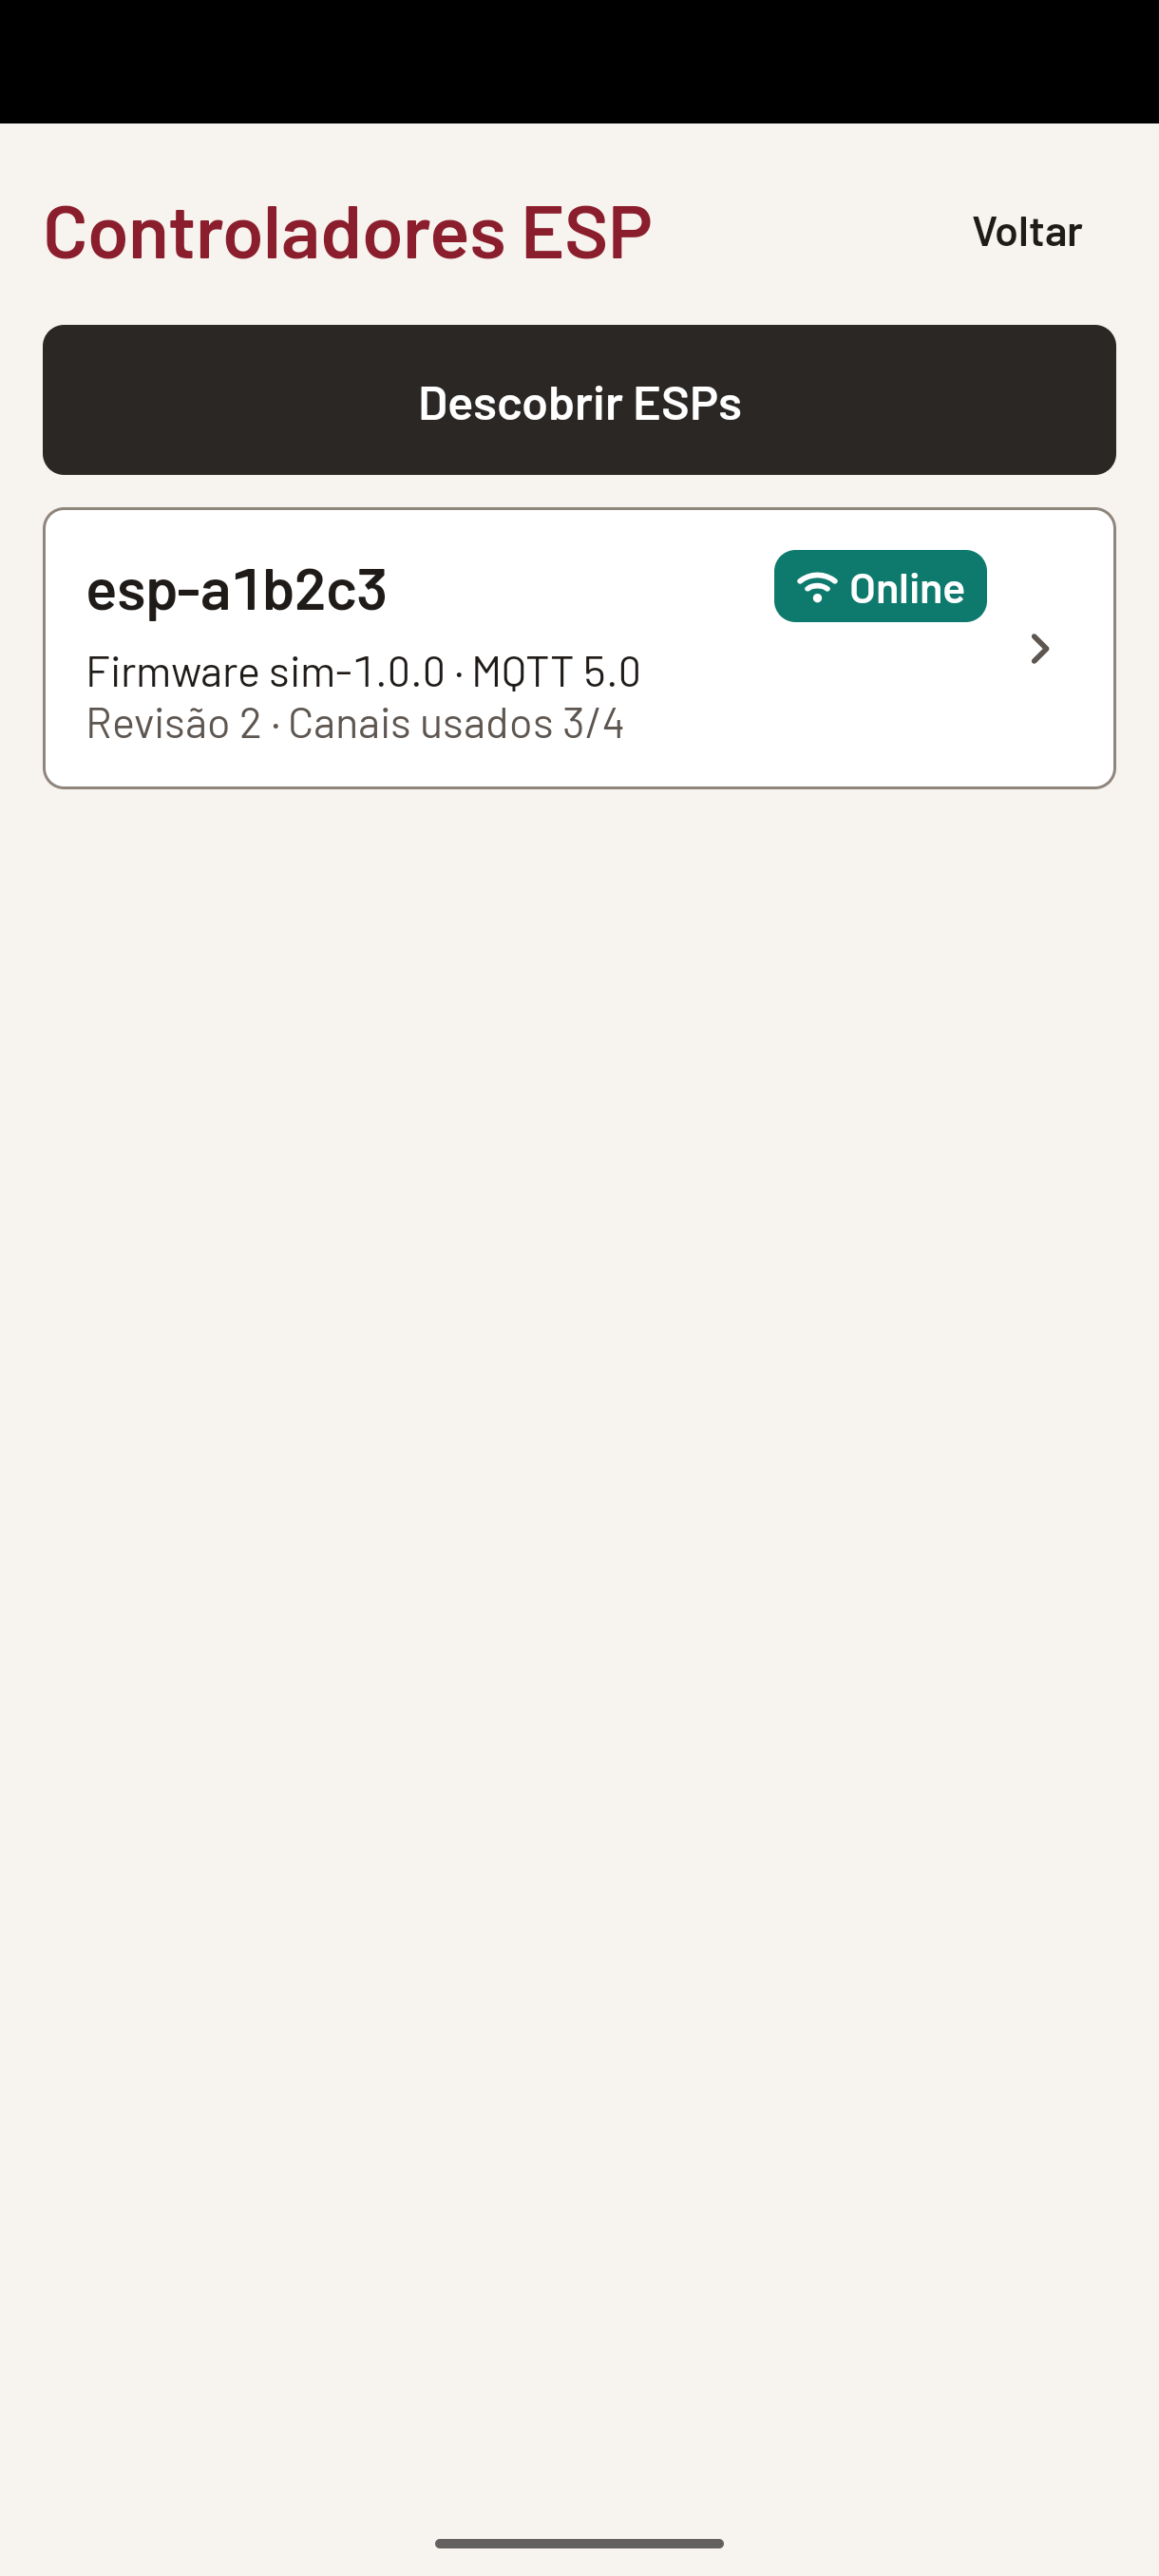 Controladores ESP
Voltar
Descobrir ESPs
esp-a1b2c3
Online
Firmware sim-1.0.0 · MQTT 5.0
Revisão 2 · Canais usados 3/4